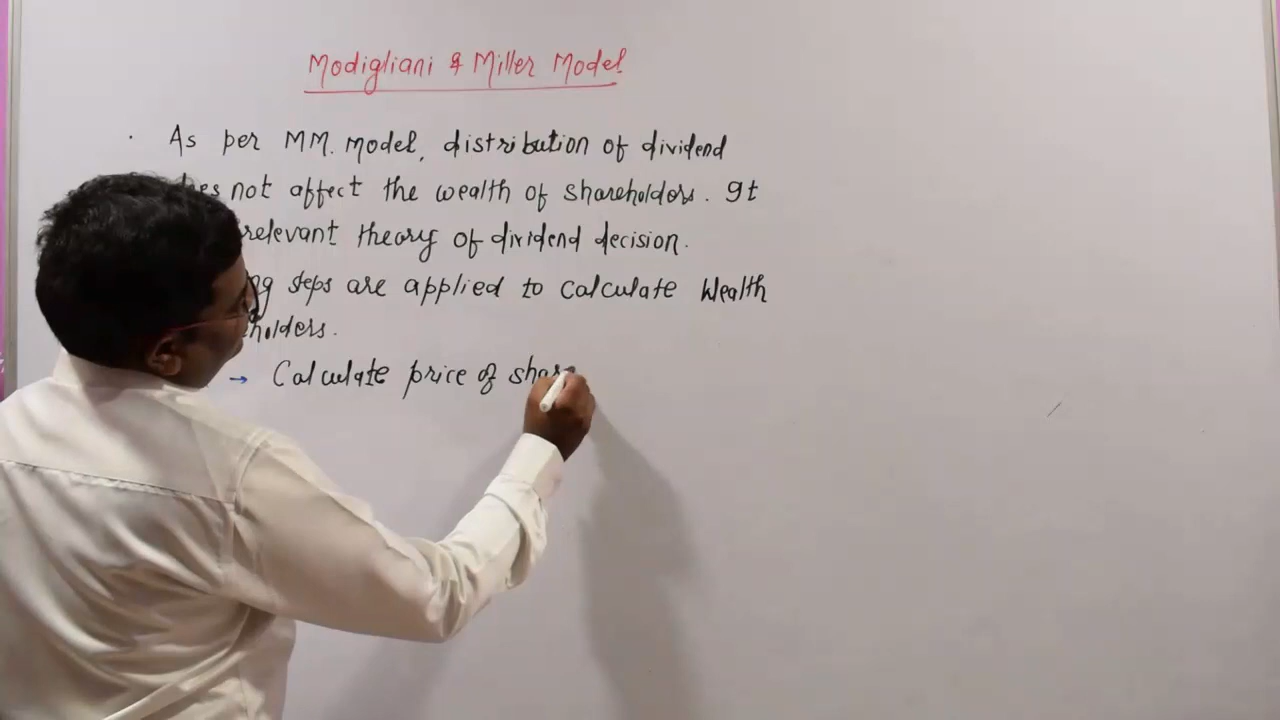 Modigliani & Miller Model
. As per MM. Model, distribution of dividend
not affect the wealth of shareholders. It
relevant theory of dividend decision.
steps are applied to calculate Wealth
holders.
→ Calculate price of share